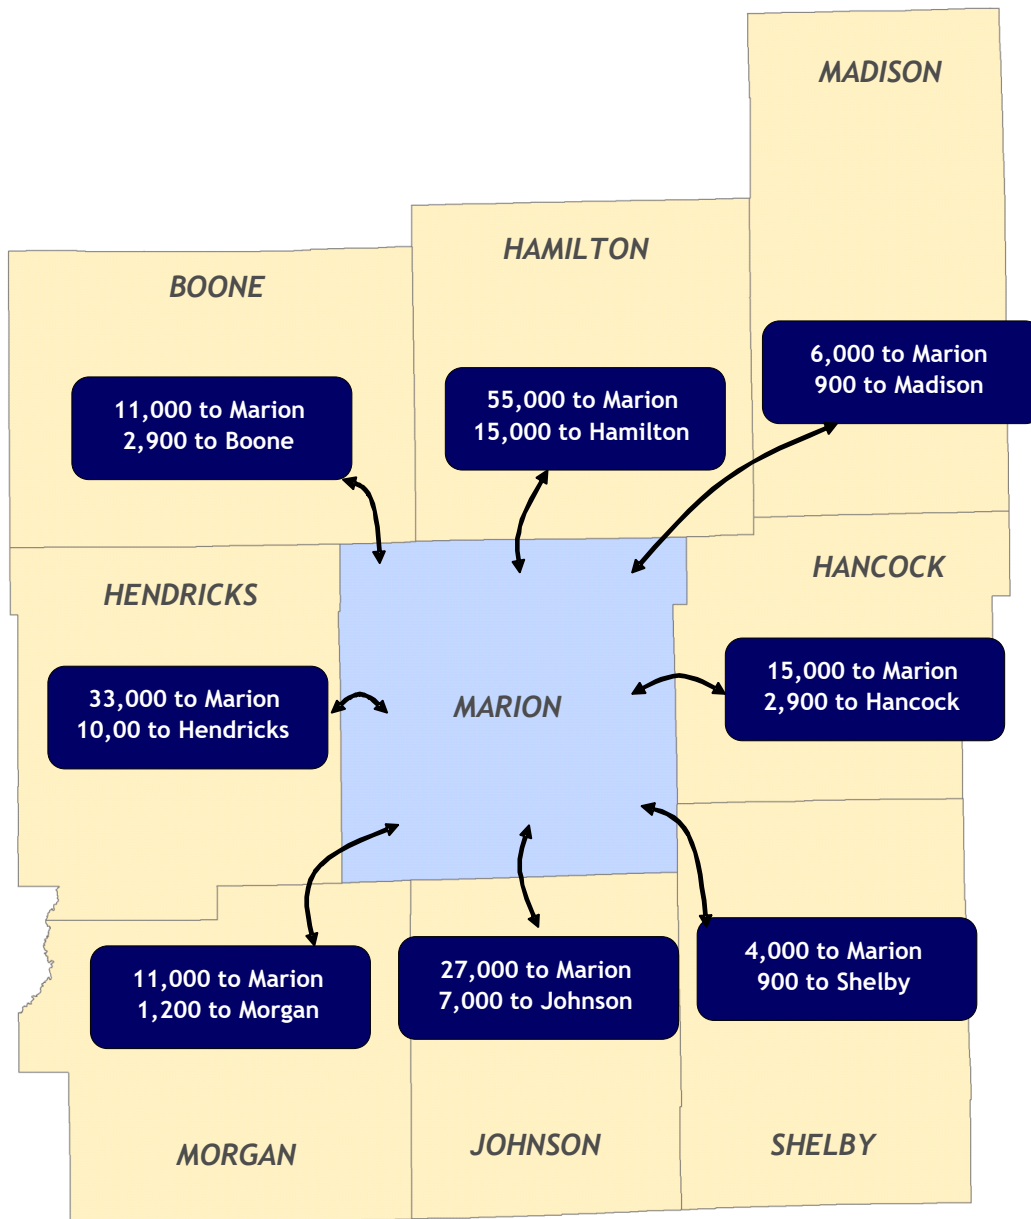 MADISON
HAMILTON
BOONE
6,000 to Marion
900 to Madison
55,000 to Marion
15,000 to Hamilton
11,000 to Marion
2,900 to Boone
HANCOCK
HENDRICKS
15,000 to Marion
2,900 to Hancock
33,000 to Marion
10,00 to Hendricks
MARION
4,000 to Marion
900 to Shelby
27,000 to Marion
7,000 to Johnson
11,000 to Marion
1,200 to Morgan
MORGAN
JOHNSON
SHELBY